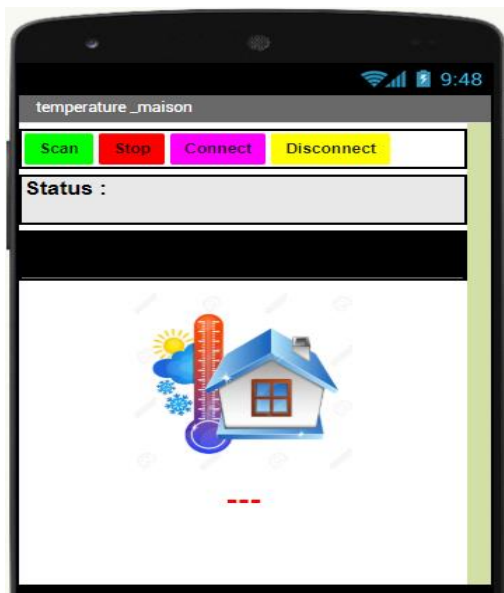 9:48
temperature _maison
Scan Stop Connect Disconnect
Status :
---